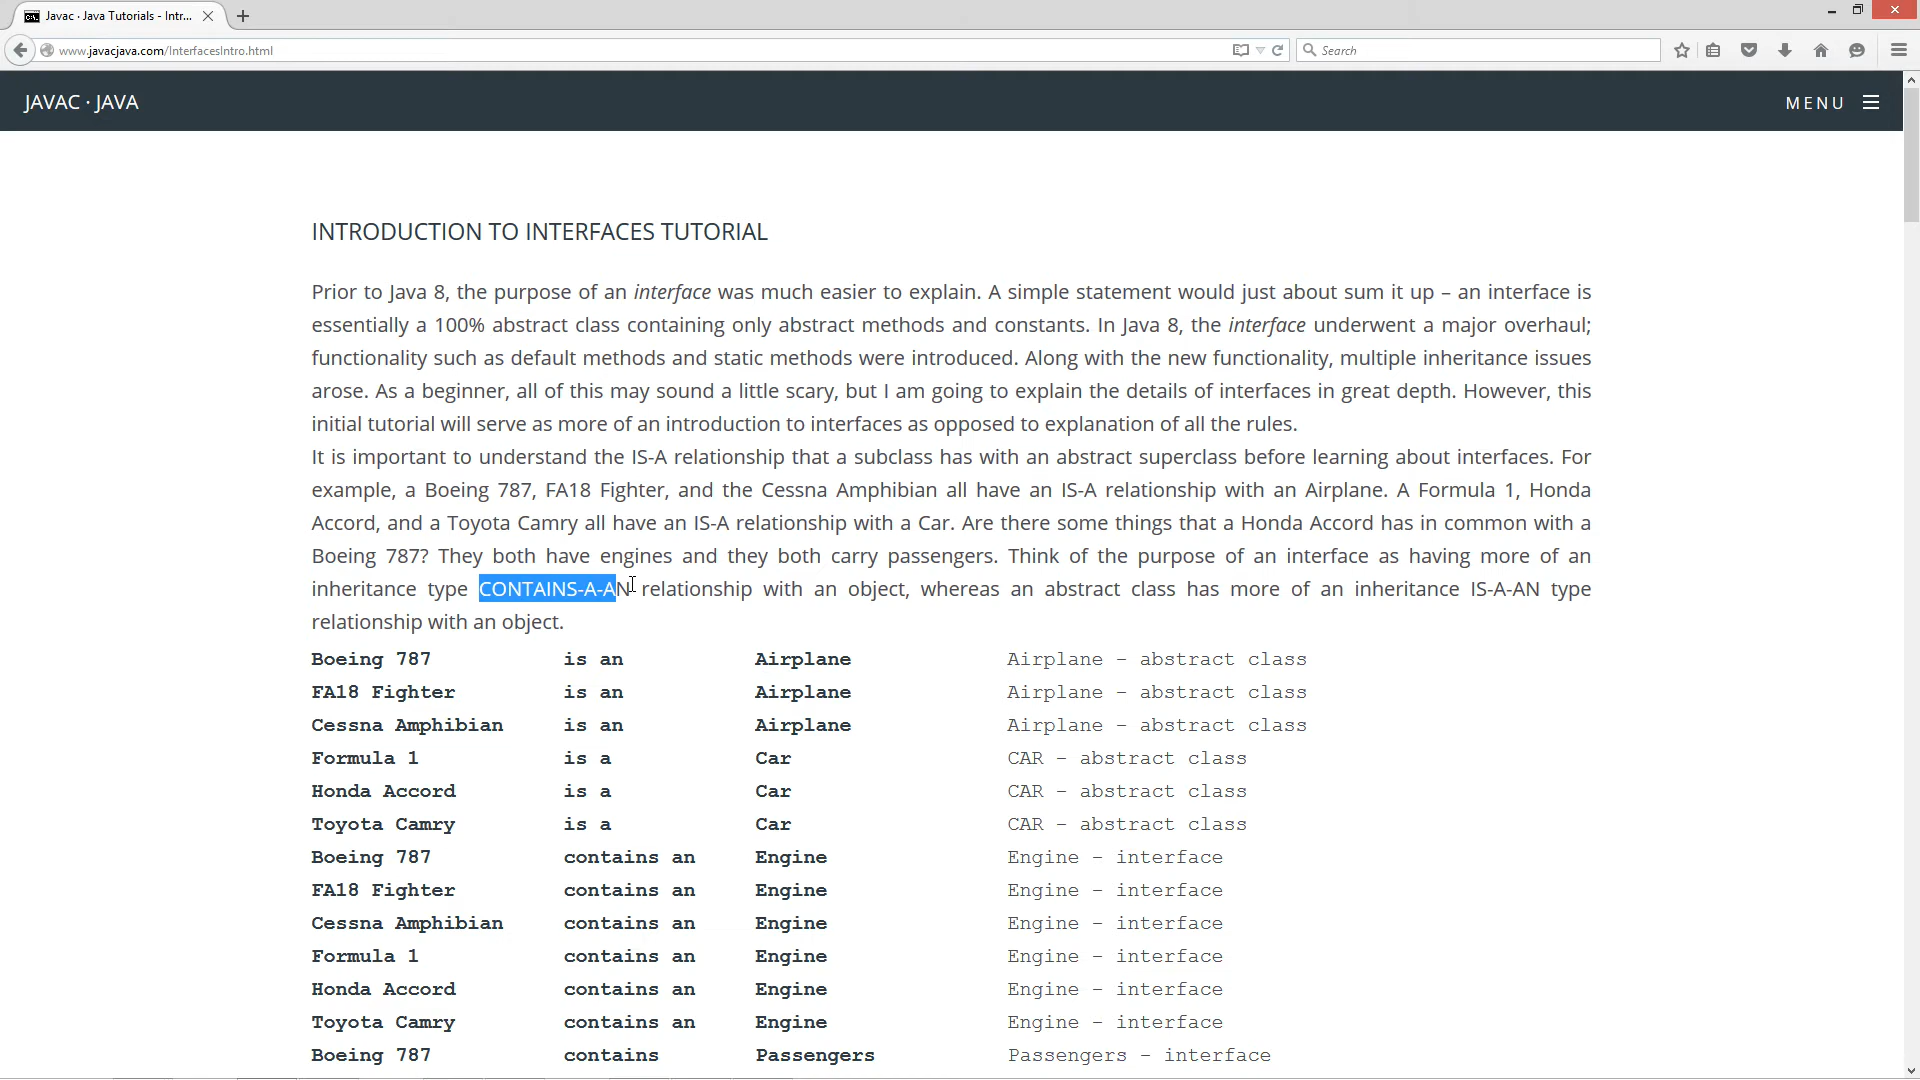 Javac · Java Tutorials - Intr...
www.javacjava.com/InterfacesIntro.html
Search
JAVAC · JAVA
MENU
INTRODUCTION TO INTERFACES TUTORIAL
Prior to Java 8, the purpose of an interface was much easier to explain. A simple statement would just about sum it up – an interface is
essentially a 100% abstract class containing only abstract methods and constants. In Java 8, the interface underwent a major overhaul;
functionality such as default methods and static methods were introduced. Along with the new functionality, multiple inheritance issues
arose. As a beginner, all of this may sound a little scary, but I am going to explain the details of interfaces in great depth. However, this
initial tutorial will serve as more of an introduction to interfaces as opposed to explanation of all the rules.
It is important to understand the IS-A relationship that a subclass has with an abstract superclass before learning about interfaces. For
example, a Boeing 787, FA18 Fighter, and the Cessna Amphibian all have an IS-A relationship with an Airplane. A Formula 1, Honda
Accord, and a Toyota Camry all have an IS-A relationship with a Car. Are there some things that a Honda Accord has in common with a
Boeing 787? They both have engines and they both carry passengers. Think of the purpose of an interface as having more of an
inheritance type CONTAINS-A-AN relationship with an object, whereas an abstract class has more of an inheritance IS-A-AN type
relationship with an object.
Boeing 787 is an Airplane Airplane – abstract class
FA18 Fighter is an Airplane Airplane – abstract class
Cessna Amphibian is an Airplane Airplane – abstract class
Formula 1 is a Car CAR – abstract class
Honda Accord is a Car CAR – abstract class
Toyota Camry is a Car CAR – abstract class
Boeing 787 contains an Engine Engine – interface
FA18 Fighter contains an Engine Engine – interface
Cessna Amphibian contains an Engine Engine – interface
Formula 1 contains an Engine Engine – interface
Honda Accord contains an Engine Engine – interface
Toyota Camry contains an Engine Engine – interface
Boeing 787 contains Passengers Passengers – interface